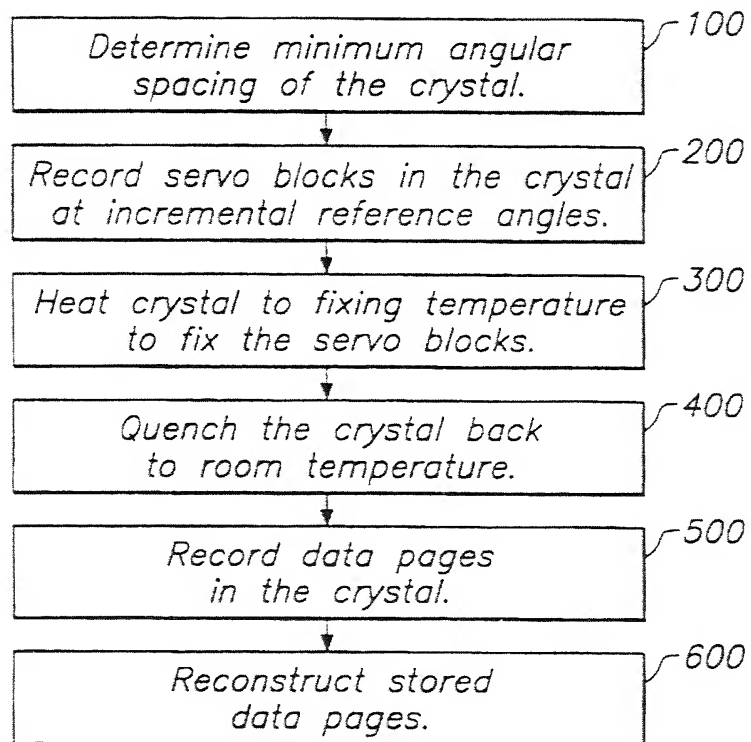 100
Determine minimum angular
spacing of the crystal.
200
Record servo blocks in the crystal
at incremental reference angles.
300
Heat crystal to fixing temperature
to fix the servo blocks.
400
Quench the crystal back
to room temperature.
500
Record data pages
in the crystal.
600
Reconstruct stored
data pages.